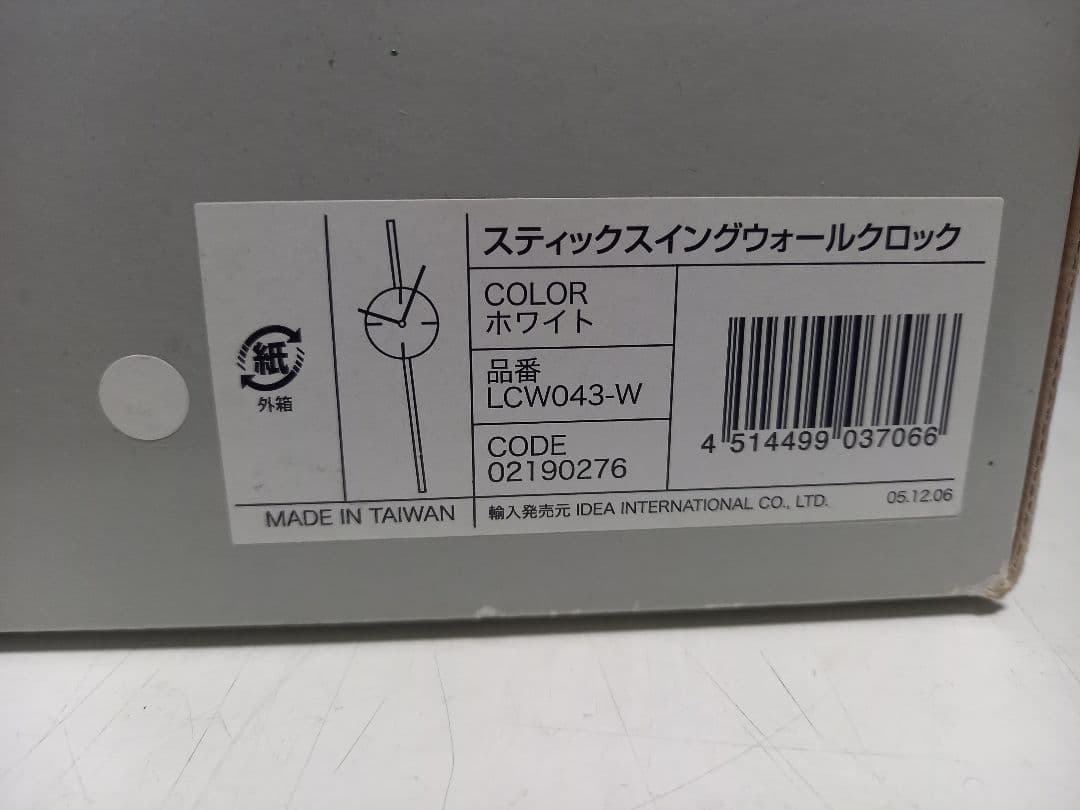 スティックスイングウォールクロック
COLOR
ホワイト
品番
LCW043-W
CODE
02190276
紙
外箱
4 514499 037066
MADE IN TAIWAN
輸入発売元 IDEA INTERNATIONAL CO., LTD.
05.12.06